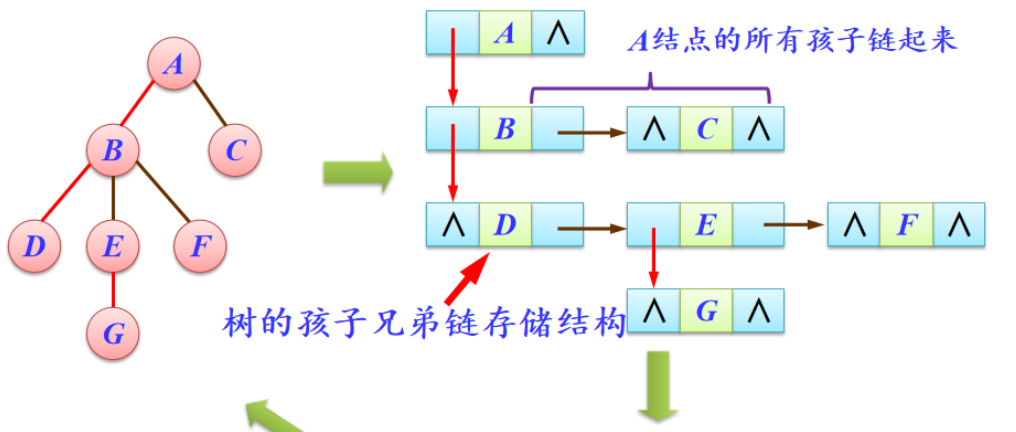 A ∧
A结点的所有孩子链起来
A
B C
B
∧ C ∧
D E F
∧ D
E
∧ F ∧
G
树的孩子兄弟链存储结构
∧ G ∧